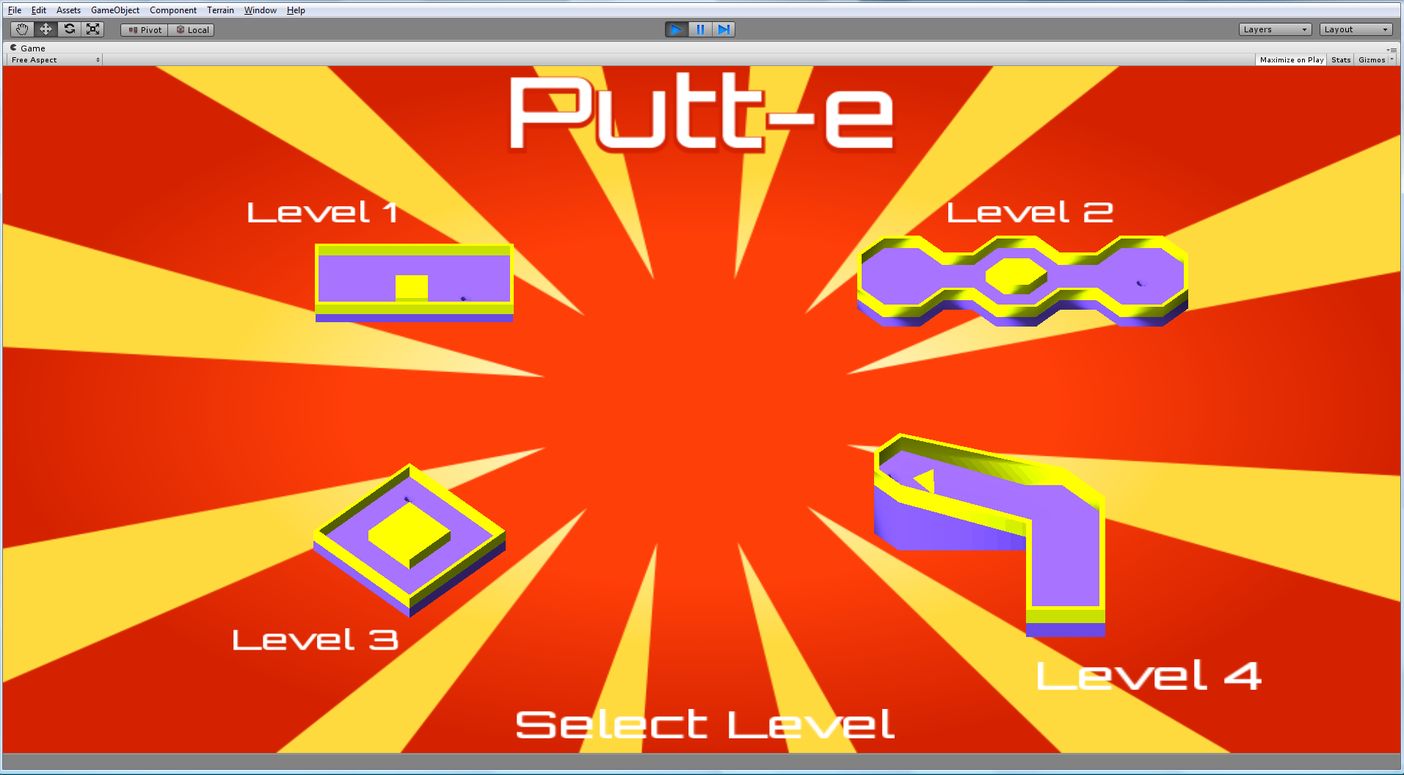 File Edit Assets GameObject Component Terrain Window Help
Pivot Local Layers Layout
Game
Free Aspect Maximize on Play Stats Gizmos
Putt-e
Level 1 Level 2
Level 3
Level 4
Select Level